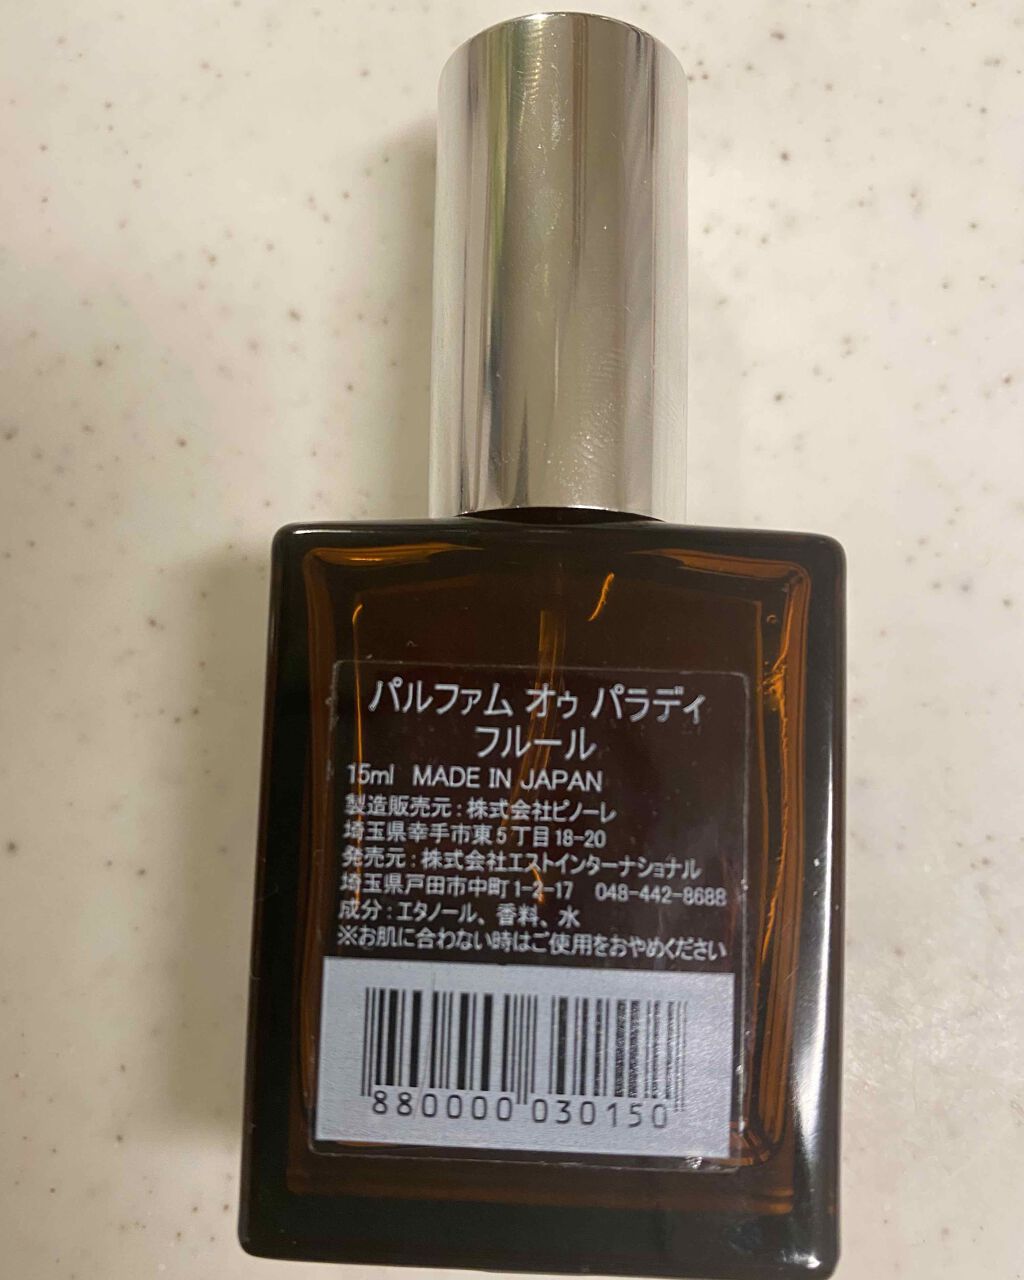 パルファム オゥ パラディ
フルール
15ml MADE IN JAPAN
製造販売元：株式会社ピノーレ
埼玉県幸手市東5丁目18-20
発売元：株式会社エストインターナショナル
埼玉県戸田市中町1-2-17 048-442-8688
成分：エタノール、香料、水
※お肌に合わない時はご使用をおやめください
880000 030150